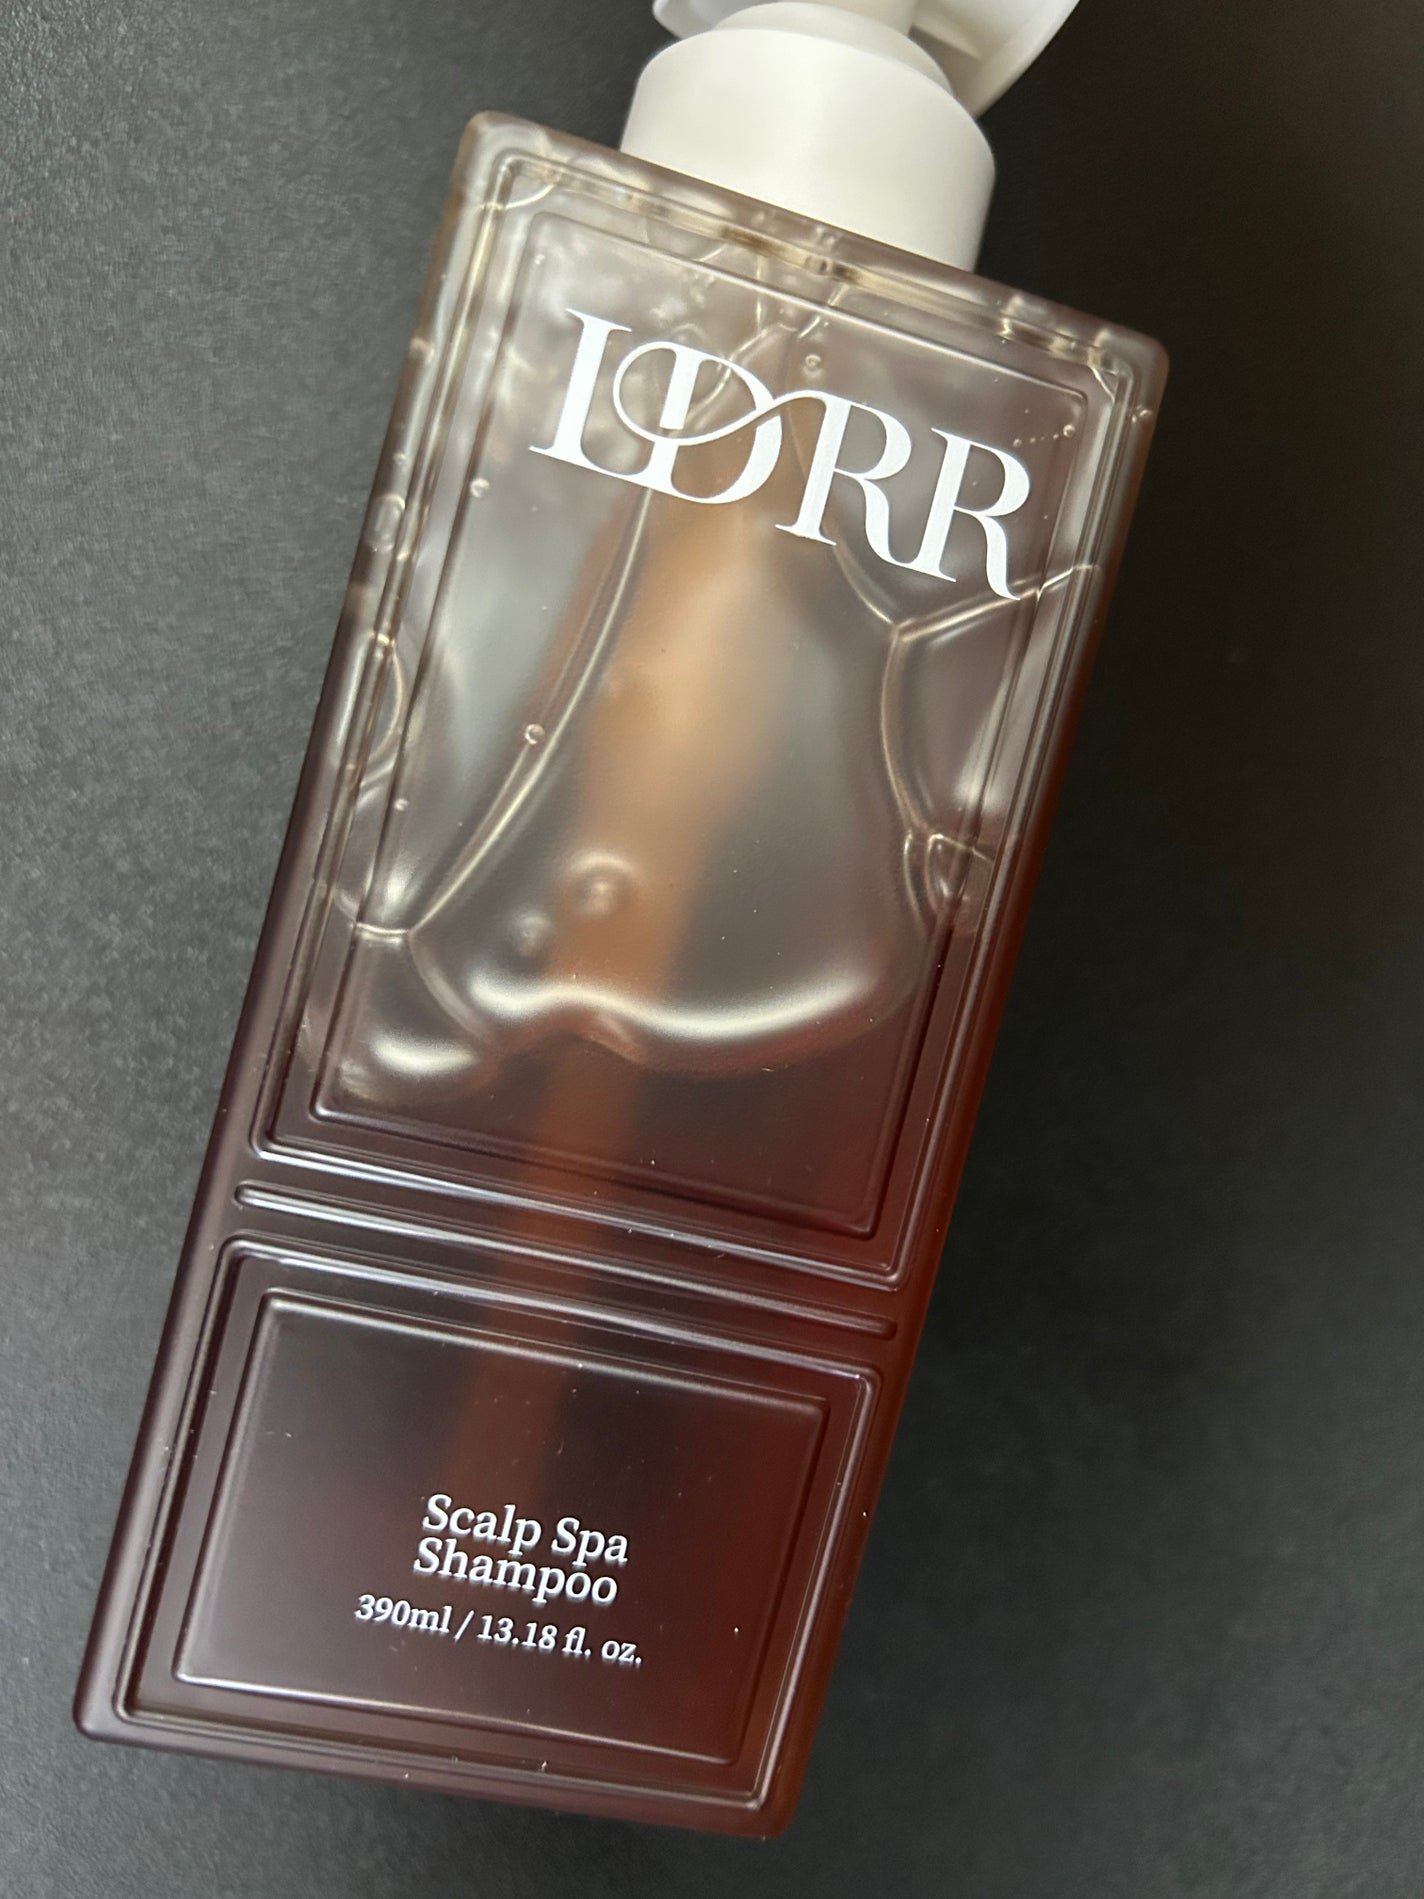 LDRR
Scalp Spa
Shampoo
390ml / 13.18 fl. oz.